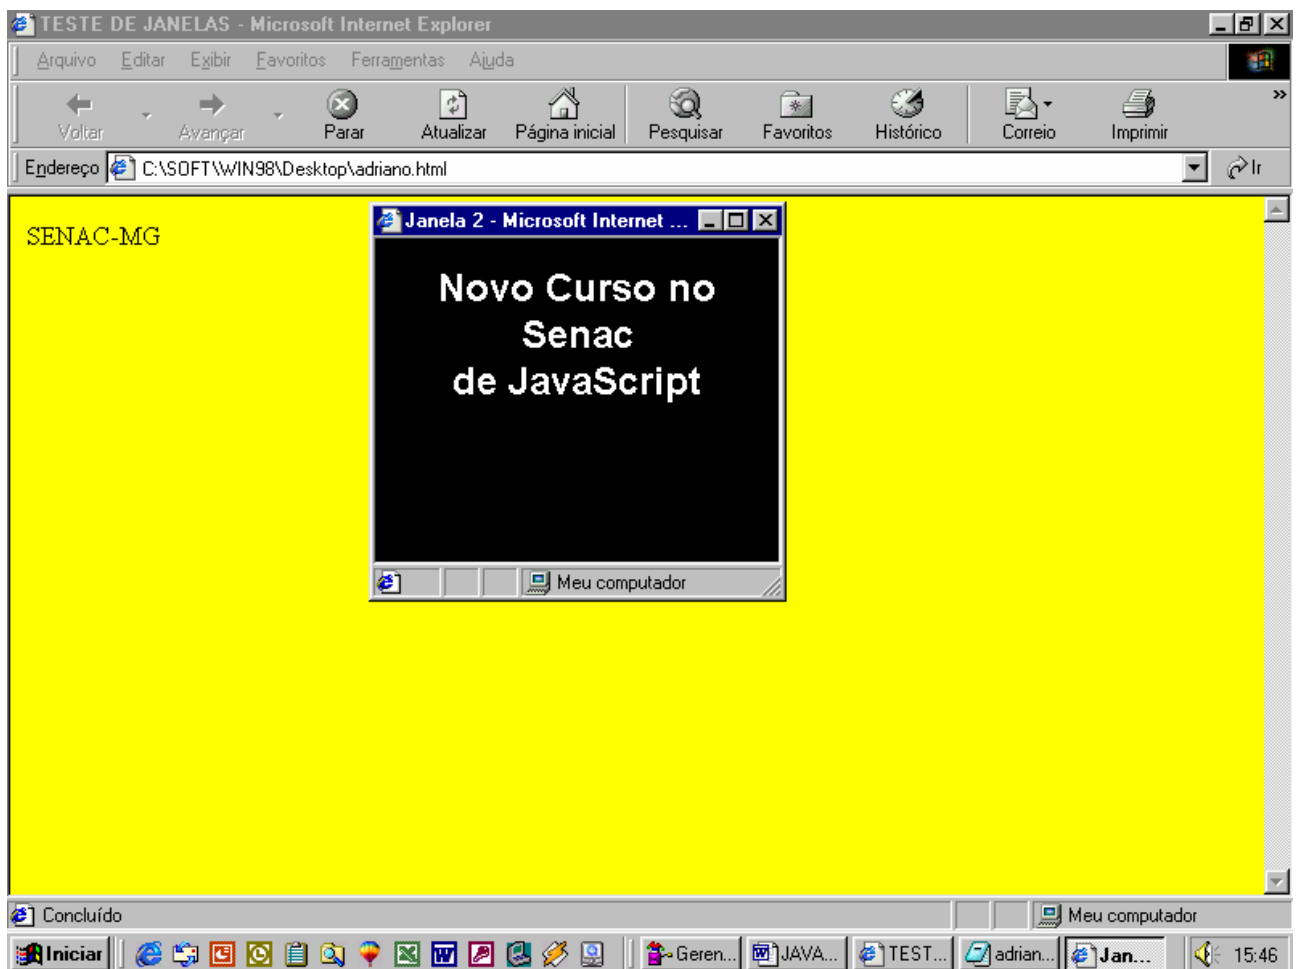 TESTE DE JANELAS - Microsoft Internet Explorer
Arquivo Editar Exibir Favoritos Ferramentas Ajuda
Voltar Avançar Parar Atualizar Página inicial Pesquisar Favoritos Histórico Correio Imprimir
Endereço C:\SOFT\WIN98\Desktop\adriano.html Ir
SENAC-MG
Janela 2 - Microsoft Internet ...
Novo Curso no
Senac
de JavaScript
Meu computador
Concluído Meu computador
Iniciar Geren... JAVA... TEST... adrian... Jan... 15:46